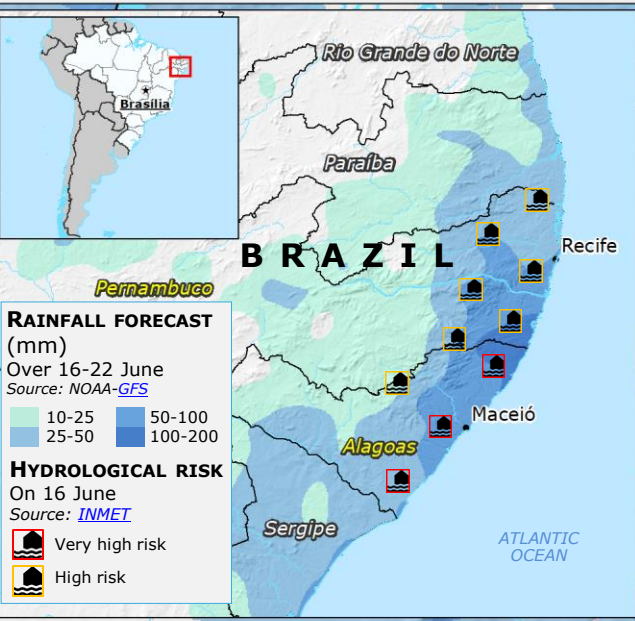 Brasília
Rio Grande do Norte
Paraíba
BRAZIL
Recife
Pernambuco
RAINFALL FORECAST
(mm)
Over 16-22 June
Source: NOAA-GFS
10-25
50-100
25-50
100-200
Maceió
Alagoas
HYDROLOGICAL RISK
On 16 June
Source: INMET
Very high risk
High risk
Sergipe
ATLANTIC
OCEAN